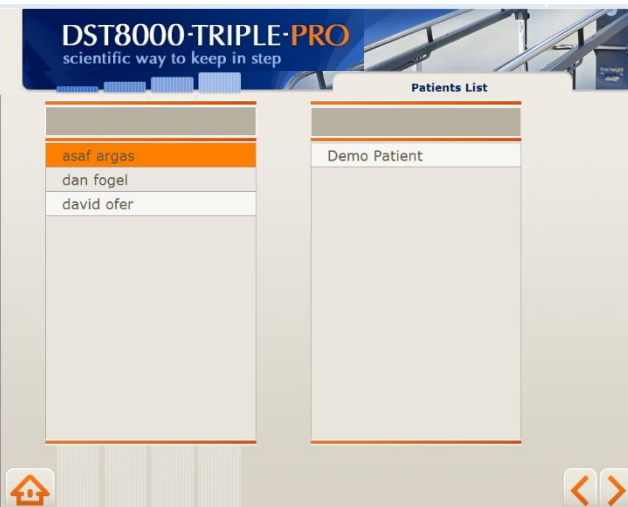 DST8000-TRIPLE-PRO
scientific way to keep in step
Patients List
asaf argas
dan fogel
david ofer
Demo Patient